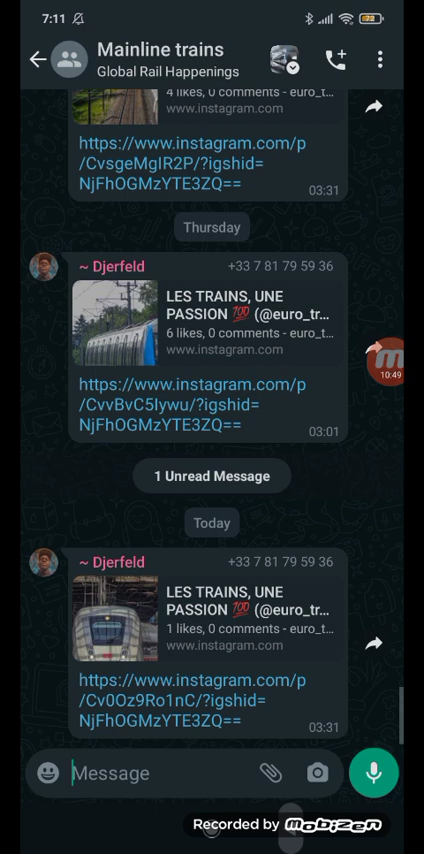 7:11
72
Mainline trains
Global Rail Happenings
4 likes, 0 comments - euro_t...
www.instagram.com
https://www.instagram.com/p
/CvsgeMglR2P/?igshid=
NjFhOGMzYTE3ZQ==
03:31
Thursday
~ Djerfeld +33 7 81 79 59 36
LES TRAINS, UNE
PASSION 💯 (@euro_tr...
6 likes, 0 comments - euro_t...
www.instagram.com
https://www.instagram.com/p
/CvvBvC5Iywu/?igshid=
NjFhOGMzYTE3ZQ==
03:01
m
10:49
1 Unread Message
Today
~ Djerfeld +33 7 81 79 59 36
LES TRAINS, UNE
PASSION 💯 (@euro_tr...
1 likes, 0 comments - euro_t...
www.instagram.com
https://www.instagram.com/p
/Cv0Oz9Ro1nC/?igshid=
NjFhOGMzYTE3ZQ==
03:31
Message
Recorded by mobizen